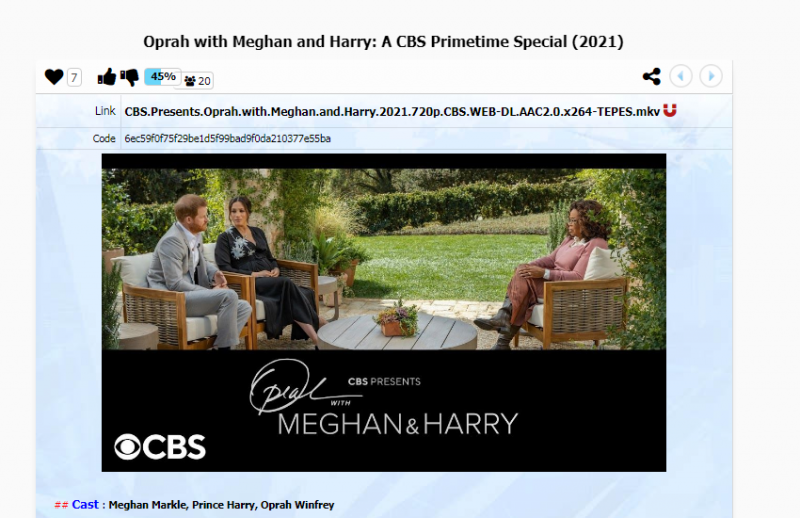 Oprah with Meghan and Harry: A CBS Primetime Special (2021)
7
45%
20
Link CBS.Presents.Oprah.with.Meghan.and.Harry.2021.720p.CBS.WEB-DL.AAC2.0.x264-TEPES.mkv
Code 6ec59f0f75f29be1d5f99bad9f0da210377e55ba
Oprah CBS PRESENTS
WITH
MEGHAN & HARRY
CBS
## Cast : Meghan Markle, Prince Harry, Oprah Winfrey